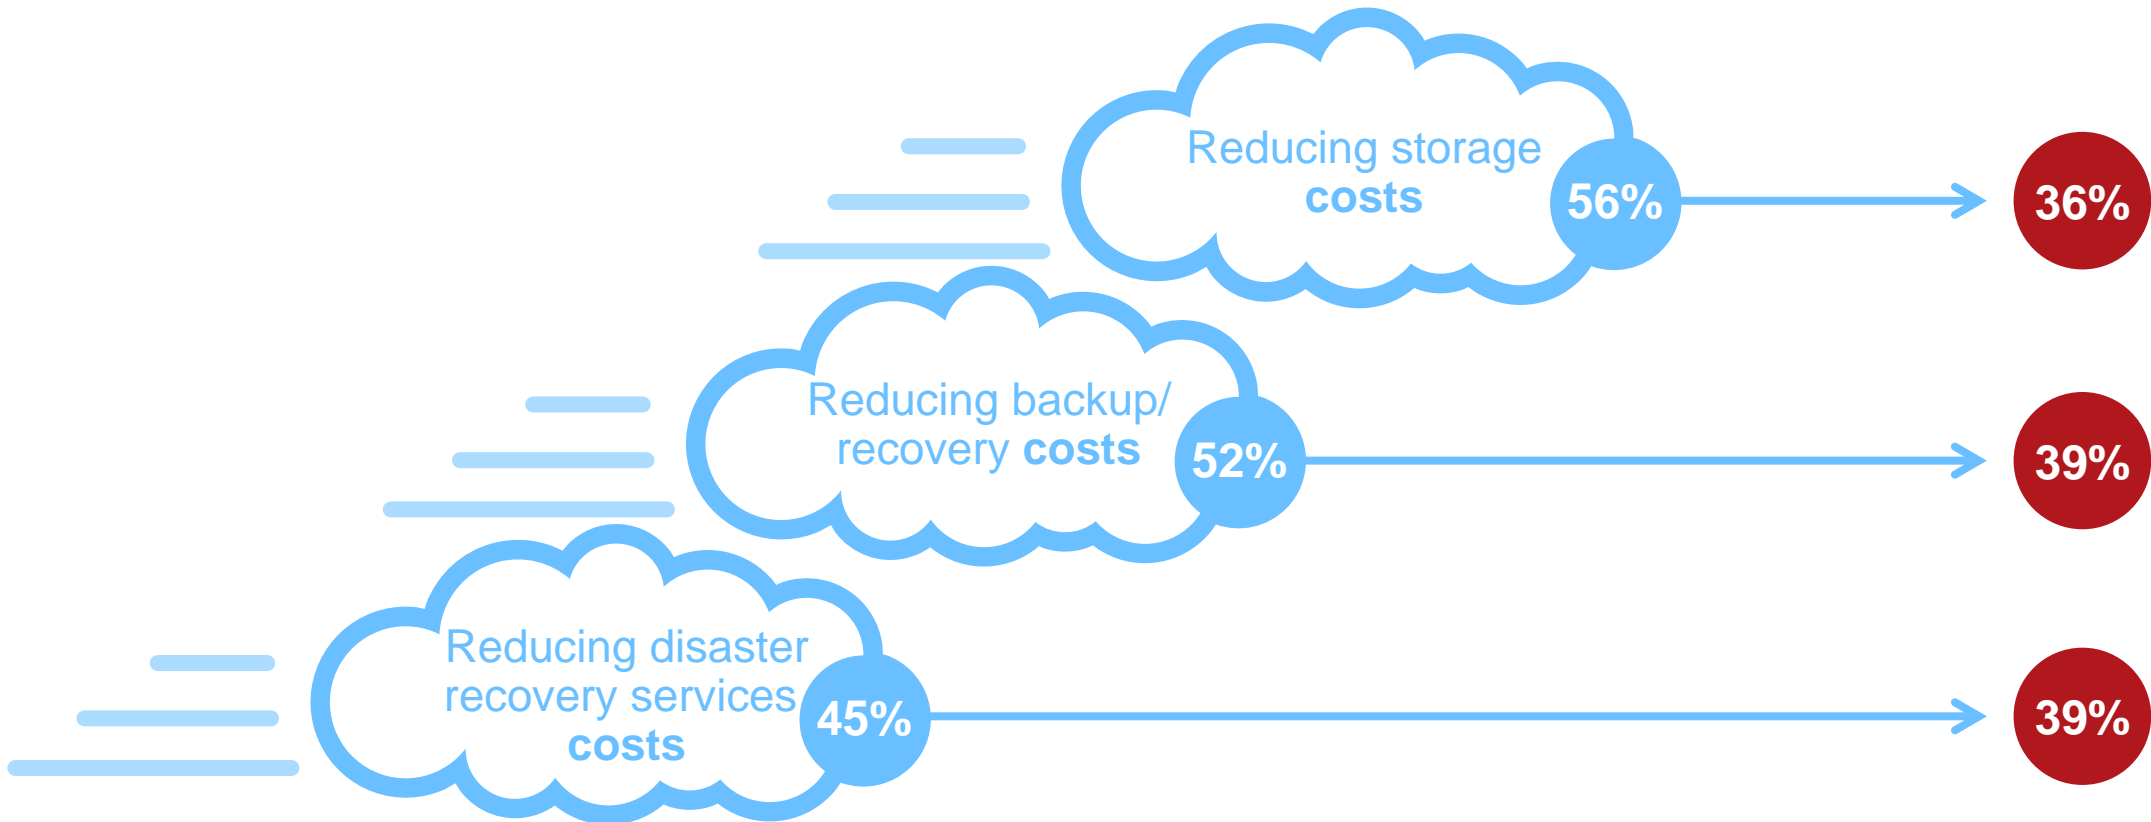 Reducing storage
costs
56%
36%
Reducing backup/
recovery costs
52%
39%
Reducing disaster
recovery services
costs
45%
39%